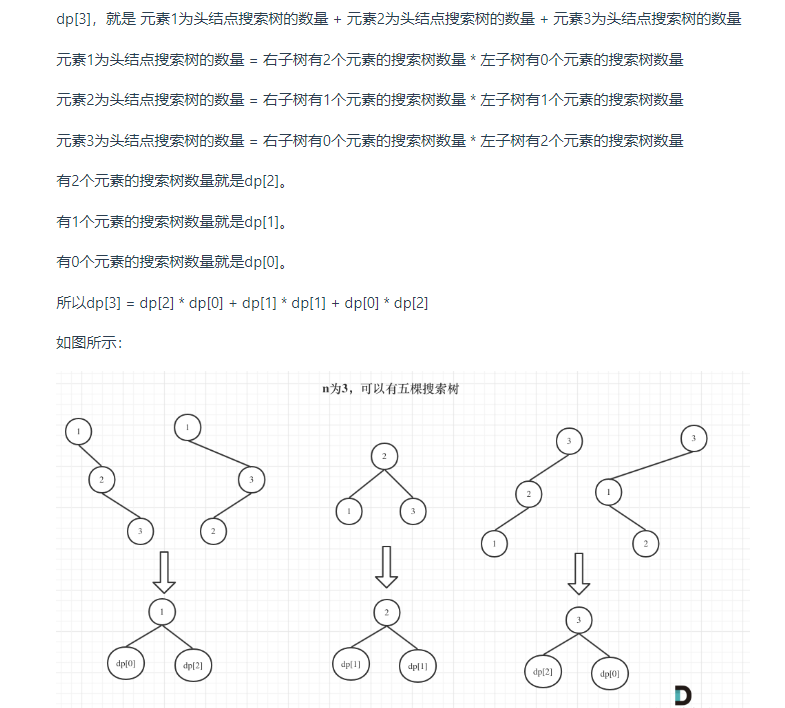 dp[3]，就是 元素1为头结点搜索树的数量 + 元素2为头结点搜索树的数量 + 元素3为头结点搜索树的数量
元素1为头结点搜索树的数量 = 右子树有2个元素的搜索树数量 * 左子树有0个元素的搜索树数量
元素2为头结点搜索树的数量 = 右子树有1个元素的搜索树数量 * 左子树有1个元素的搜索树数量
元素3为头结点搜索树的数量 = 右子树有0个元素的搜索树数量 * 左子树有2个元素的搜索树数量
有2个元素的搜索树数量就是dp[2]。
有1个元素的搜索树数量就是dp[1]。
有0个元素的搜索树数量就是dp[0]。
所以dp[3] = dp[2] * dp[0] + dp[1] * dp[1] + dp[0] * dp[2]
如图所示：
n为3，可以有五棵搜索树
1
2
3
1
3
2
2
1
3
3
2
1
3
1
2
1
dp[0]
dp[2]
2
dp[1]
dp[1]
3
dp[2]
dp[0]
D